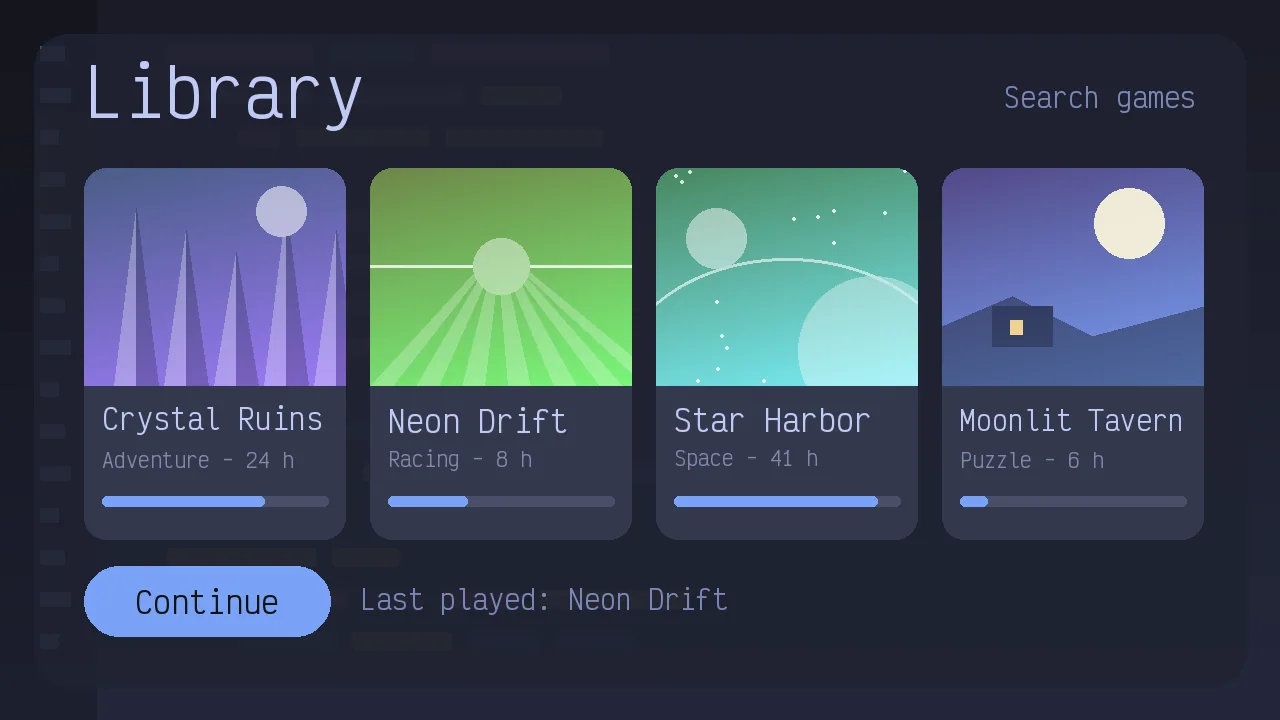 Library
Search games
Crystal Ruins
Adventure - 24 h
Neon Drift
Racing - 8 h
Star Harbor
Space - 41 h
Moonlit Tavern
Puzzle - 6 h
Continue
Last played: Neon Drift